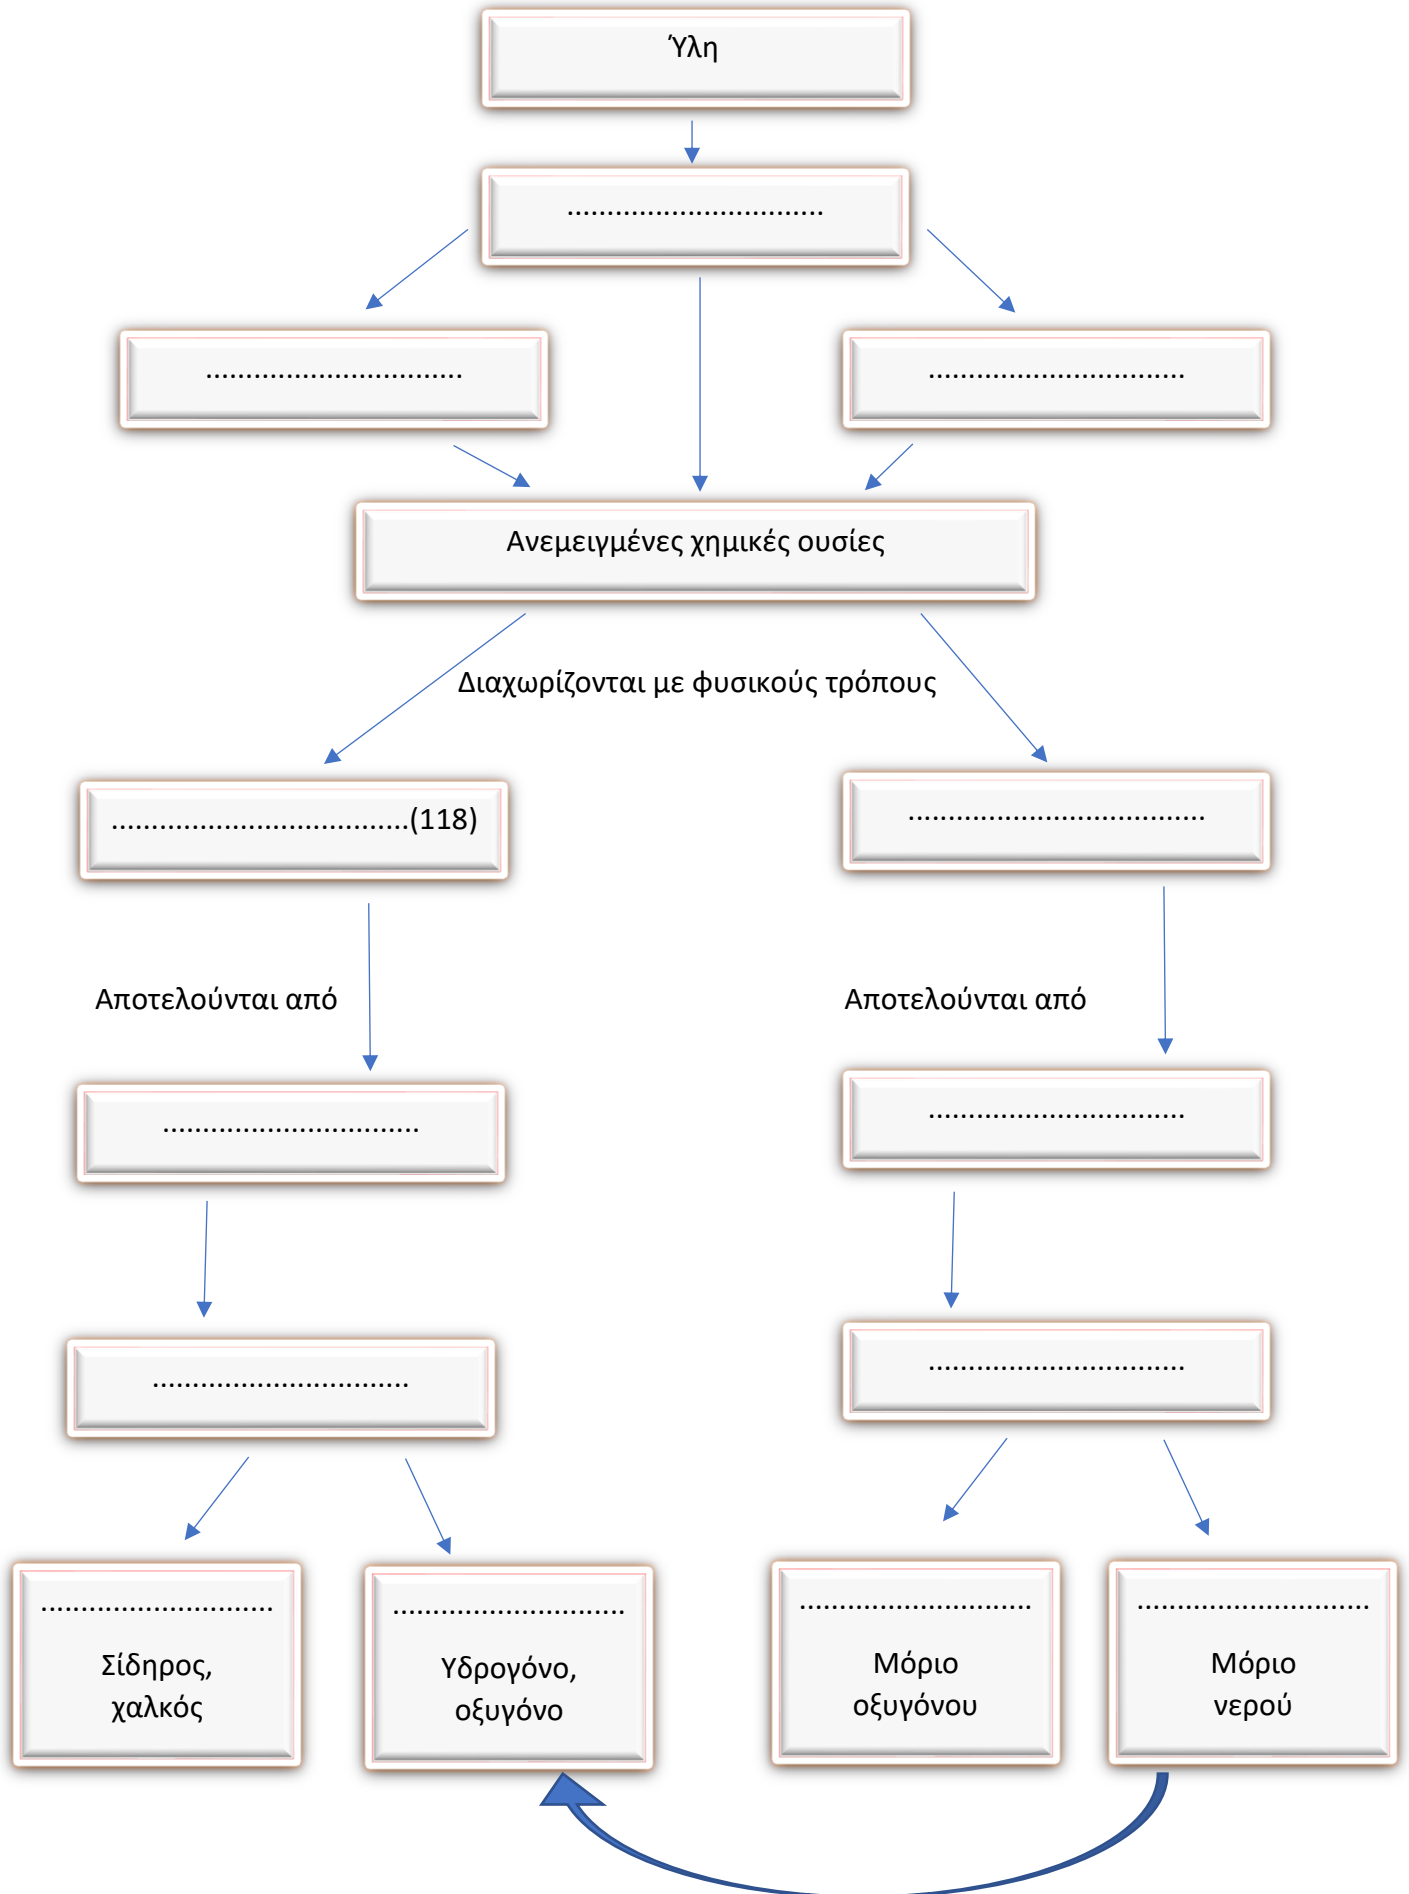 Ύλη
................................
................................
................................
Ανεμειγμένες χημικές ουσίες
Διαχωρίζονται με φυσικούς τρόπους
.....................................(118)
.....................................
Αποτελούνται από
Αποτελούνται από
................................
................................
................................
................................
.............................
Σίδηρος,
χαλκός
.............................
Υδρογόνο,
οξυγόνο
.............................
Μόριο
οξυγόνου
.............................
Μόριο
νερού